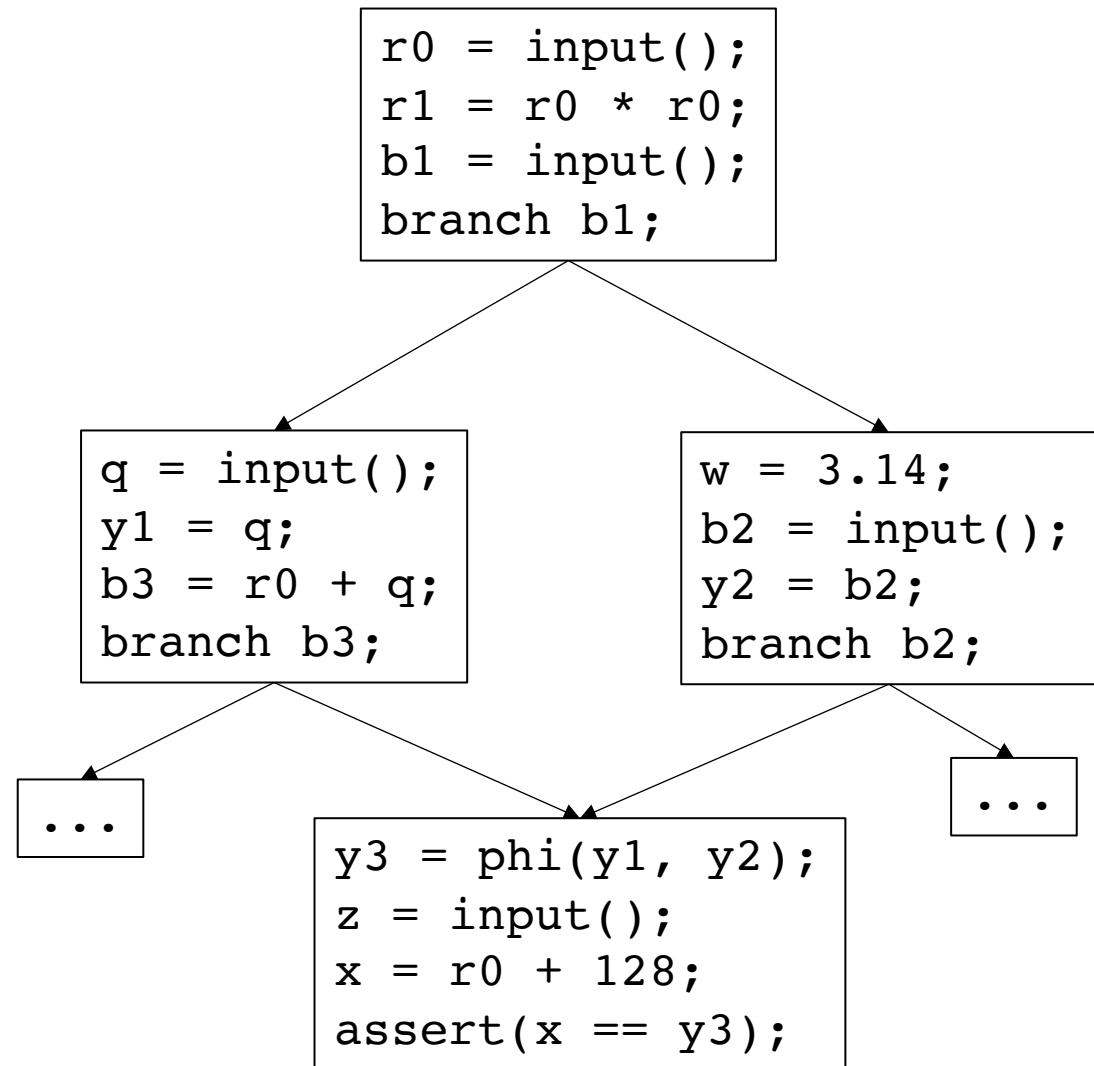 r0 = input();
r1 = r0 * r0;
b1 = input();
branch b1;
q = input();
y1 = q;
b3 = r0 + q;
branch b3;
w = 3.14;
b2 = input();
y2 = b2;
branch b2;
...
...
y3 = phi(y1, y2);
z = input();
x = r0 + 128;
assert(x == y3);